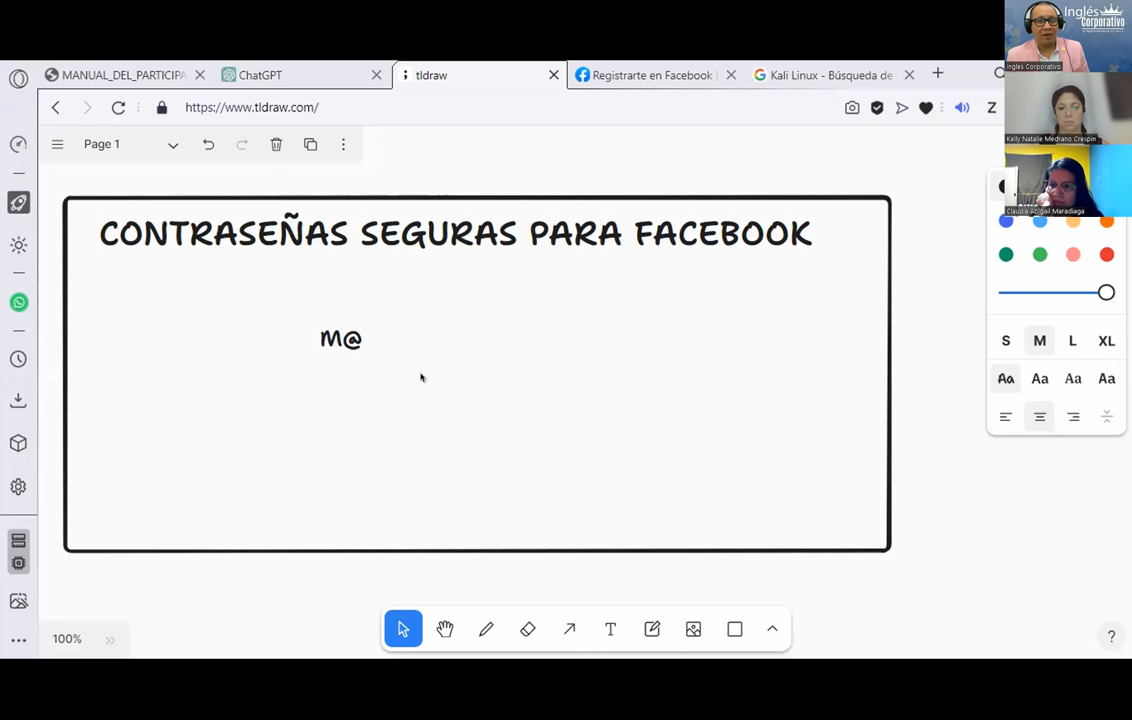 Inglés
Corporativo
Ingles Corporativo
MANUAL_DEL_PARTICIPA
ChatGPT
tldraw
Registrarte en Facebook
Kali Linux - Búsqueda de
https://www.tldraw.com/
Z
Kelly Natalie Medrano Crespin
Page 1
Claudia Abigail Maradiaga
CONTRASEÑAS SEGURAS PARA FACEBOOK
M@
S M L XL
Aa Aa Aa Aa
100%
T
?